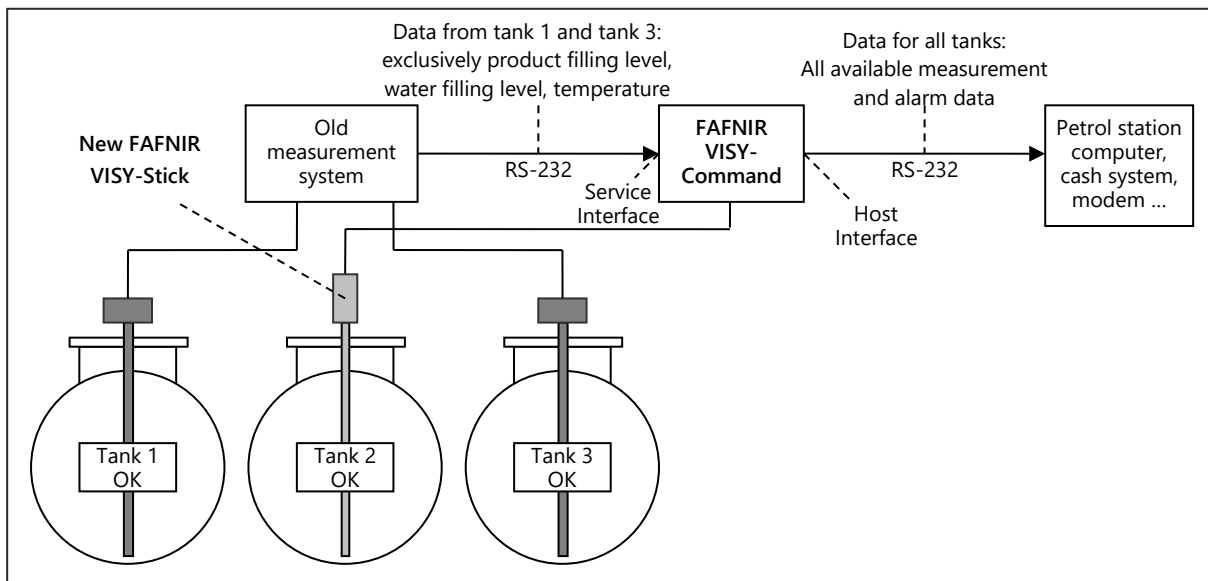 Data from tank 1 and tank 3:
exclusively product filling level,
water filling level, temperature
Data for all tanks:
All available measurement
and alarm data
New FAFNIR
VISY-Stick
Old
measurement
system
RS-232
FAFNIR
VISY-
Command
RS-232
Petrol station
computer,
cash system,
modem ...
Service
Interface
Host
Interface
Tank 1
OK
Tank 2
OK
Tank 3
OK